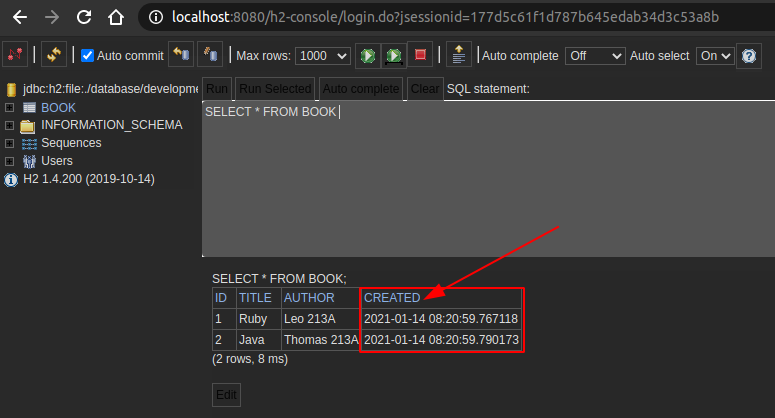 localhost:8080/h2-console/login.do?jsessionid=177d5c61f1d787b645edab34d3c53a8b
Auto commit Max rows: 1000 Auto complete Off Auto select On
jdbc:h2:file:./database/developme
BOOK
INFORMATION_SCHEMA
Sequences
Users
H2 1.4.200 (2019-10-14)
Run Run Selected Auto complete Clear SQL statement:
SELECT * FROM BOOK
SELECT * FROM BOOK;
ID TITLE AUTHOR CREATED
1 Ruby Leo 213A 2021-01-14 08:20:59.767118
2 Java Thomas 213A 2021-01-14 08:20:59.790173
(2 rows, 8 ms)
Edit